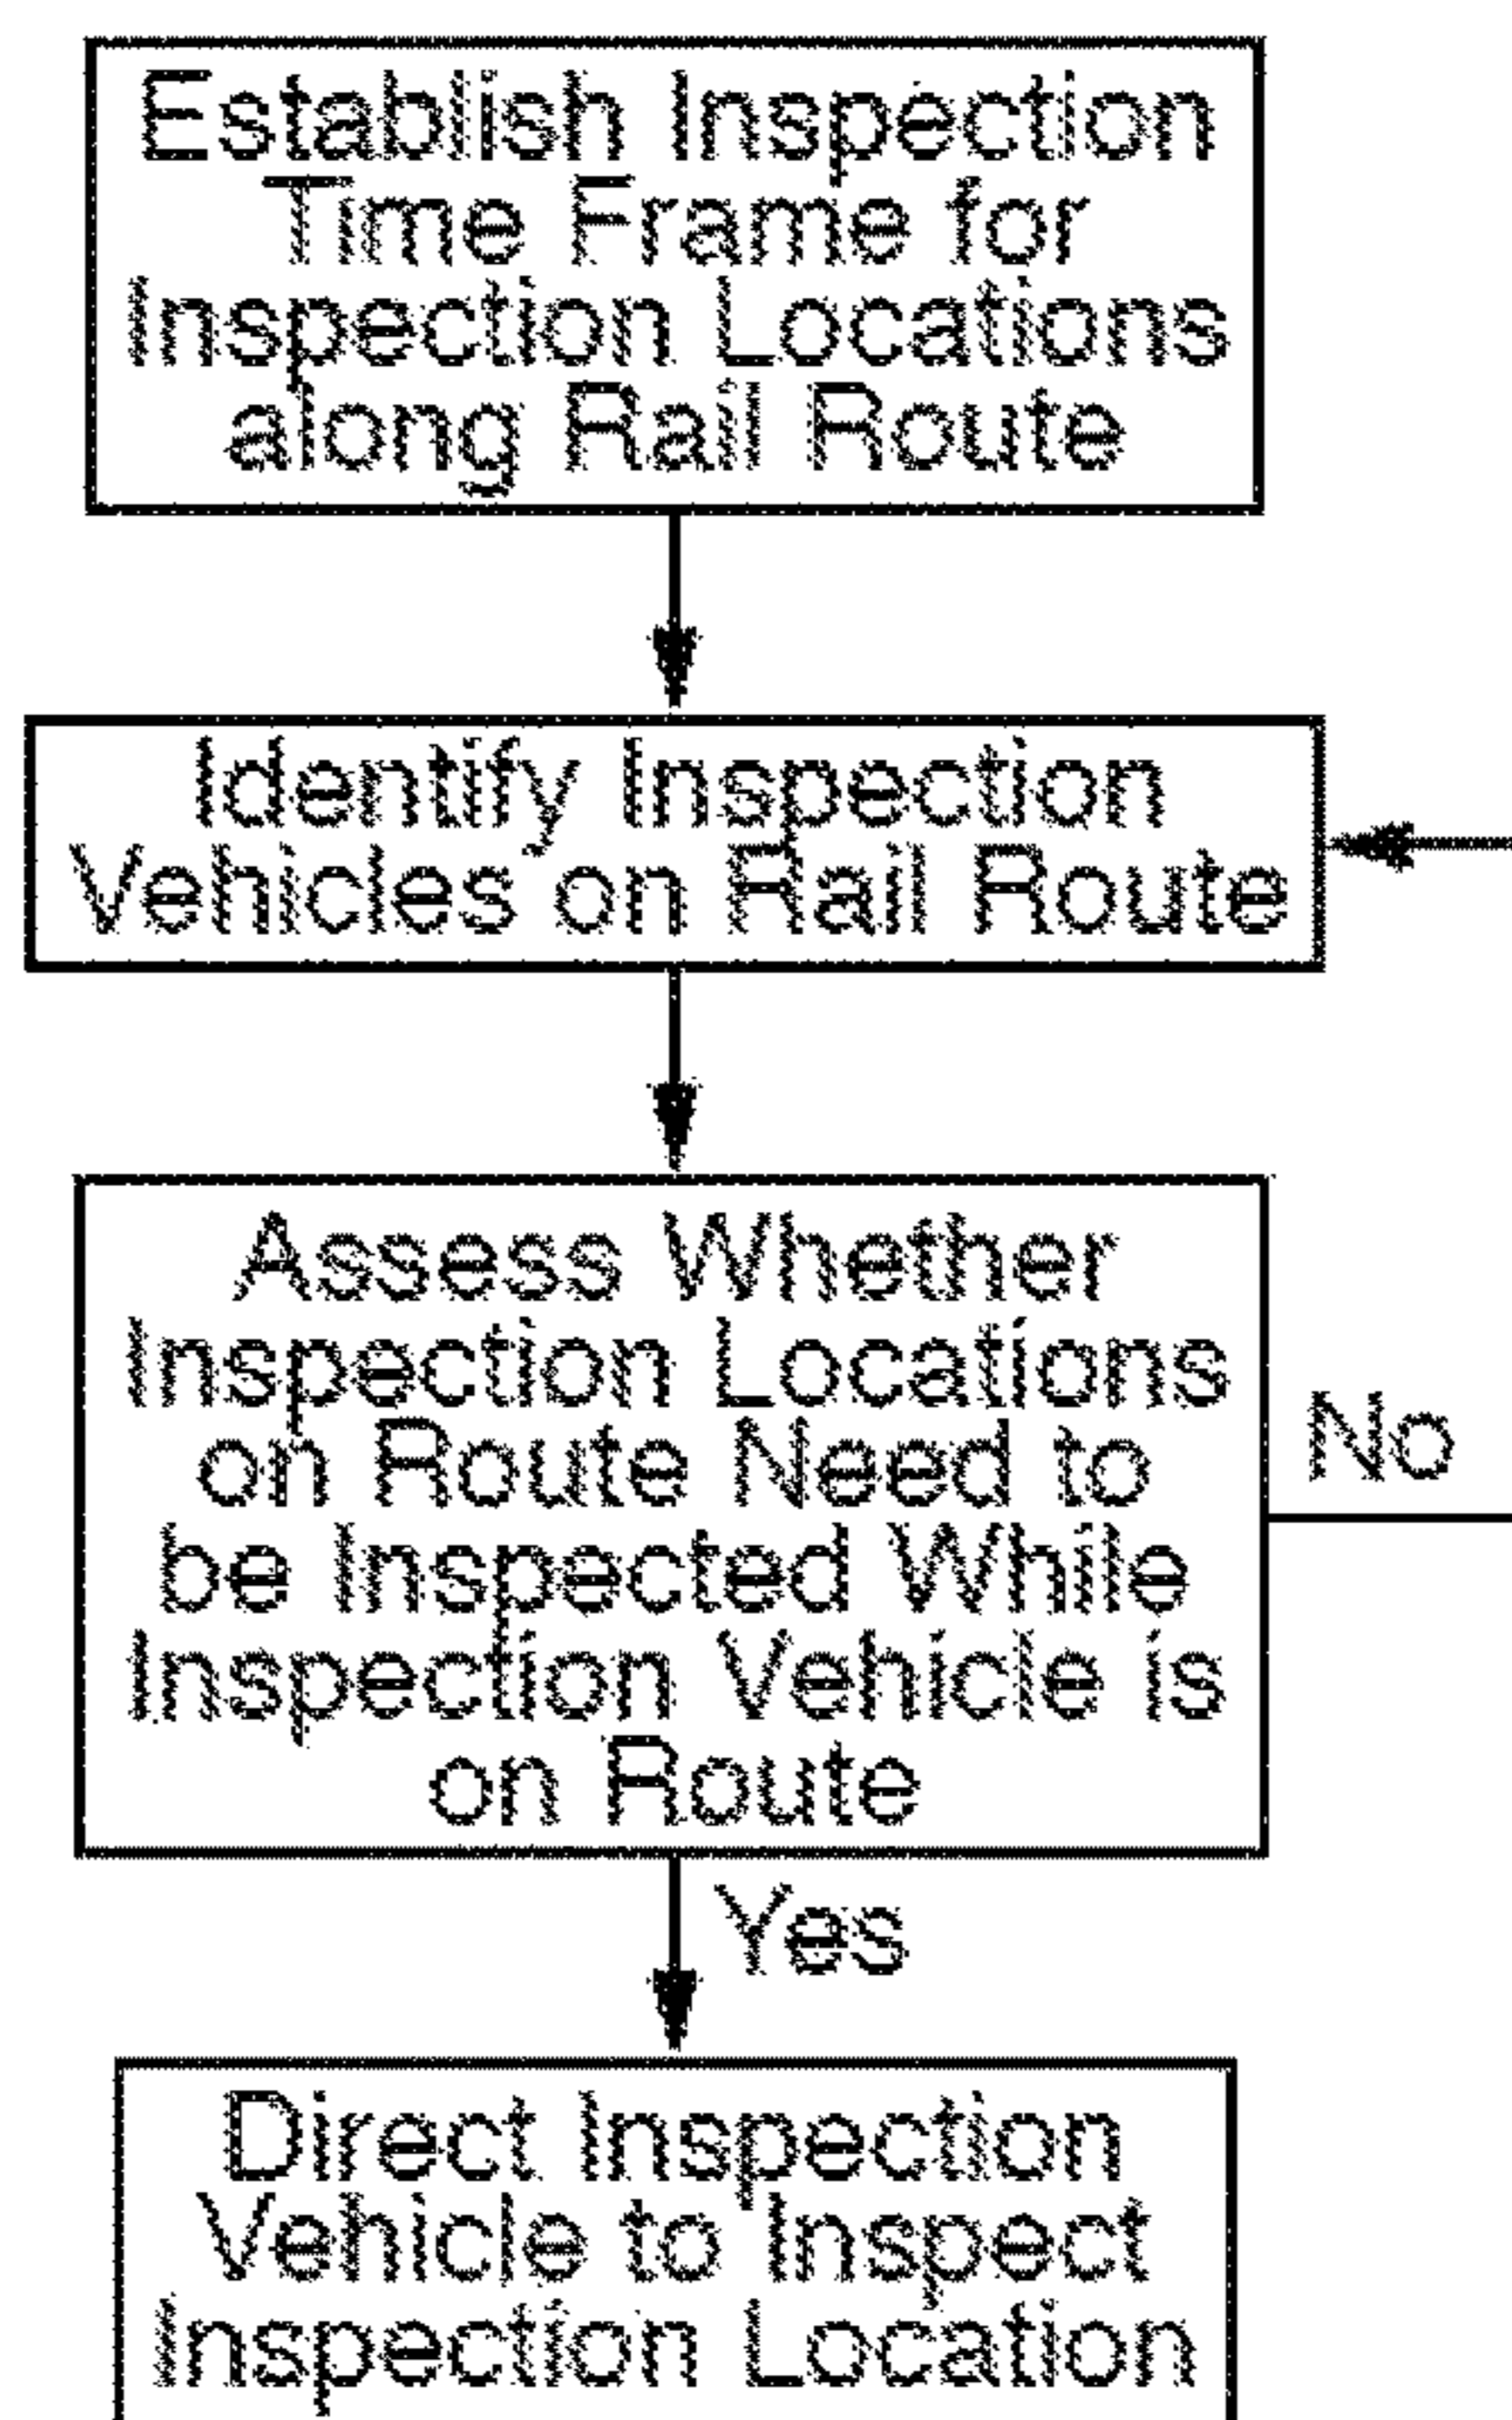 Establish Inspection
Time Frame for
Inspection Locations
along Rail Route
Identify Inspection
Vehicles on Rail Route
Assess Whether
Inspection Locations
on Route Need to
be Inspected While
Inspection Vehicle is
on Route
No
Yes
Direct Inspection
Vehicle to Inspect
Inspection Location